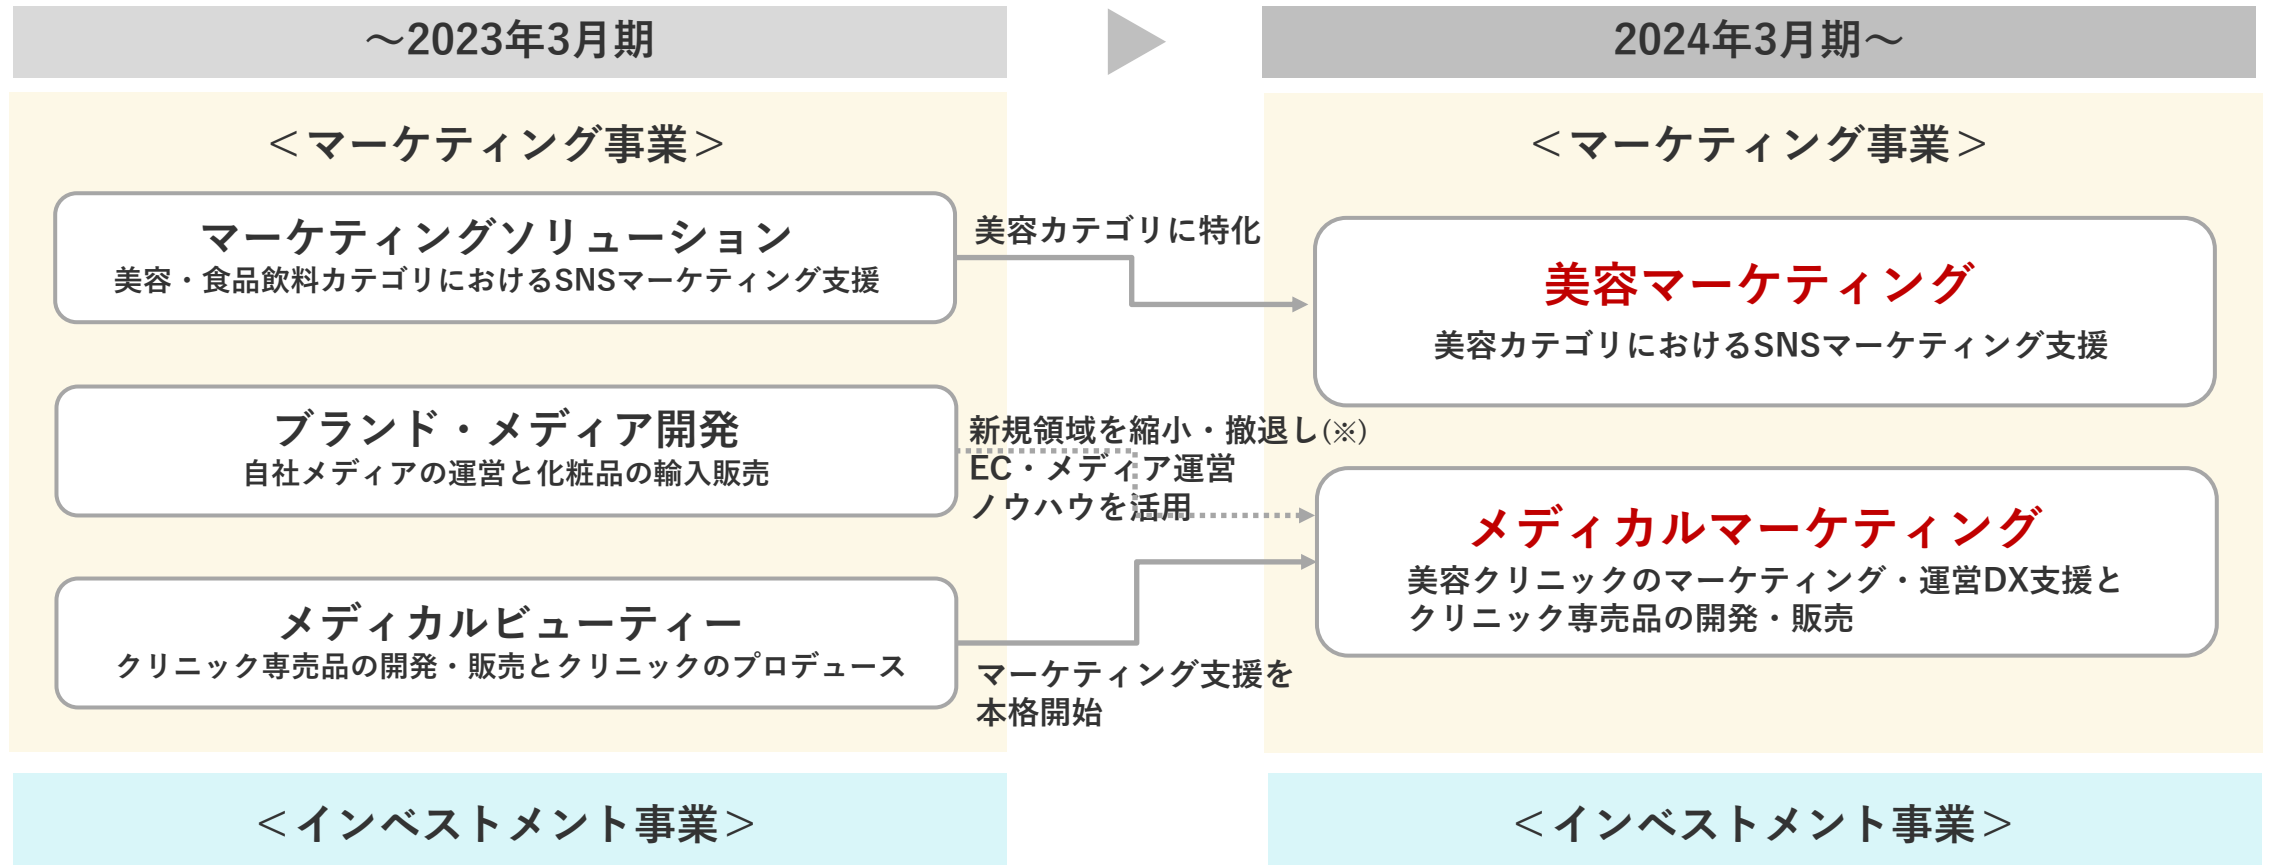 ～2023年3月期
2024年3月期～
＜マーケティング事業＞
マーケティングソリューション
美容・食品飲料カテゴリにおけるSNSマーケティング支援
ブランド・メディア開発
自社メディアの運営と化粧品の輸入販売
メディカルビューティー
クリニック専売品の開発・販売とクリニックのプロデュース
美容カテゴリに特化
新規領域を縮小・撤退し(※)
EC・メディア運営
ノウハウを活用
マーケティング支援を
本格開始
＜マーケティング事業＞
美容マーケティング
美容カテゴリにおけるSNSマーケティング支援
メディカルマーケティング
美容クリニックのマーケティング・運営DX支援と
クリニック専売品の開発・販売
＜インベストメント事業＞
＜インベストメント事業＞